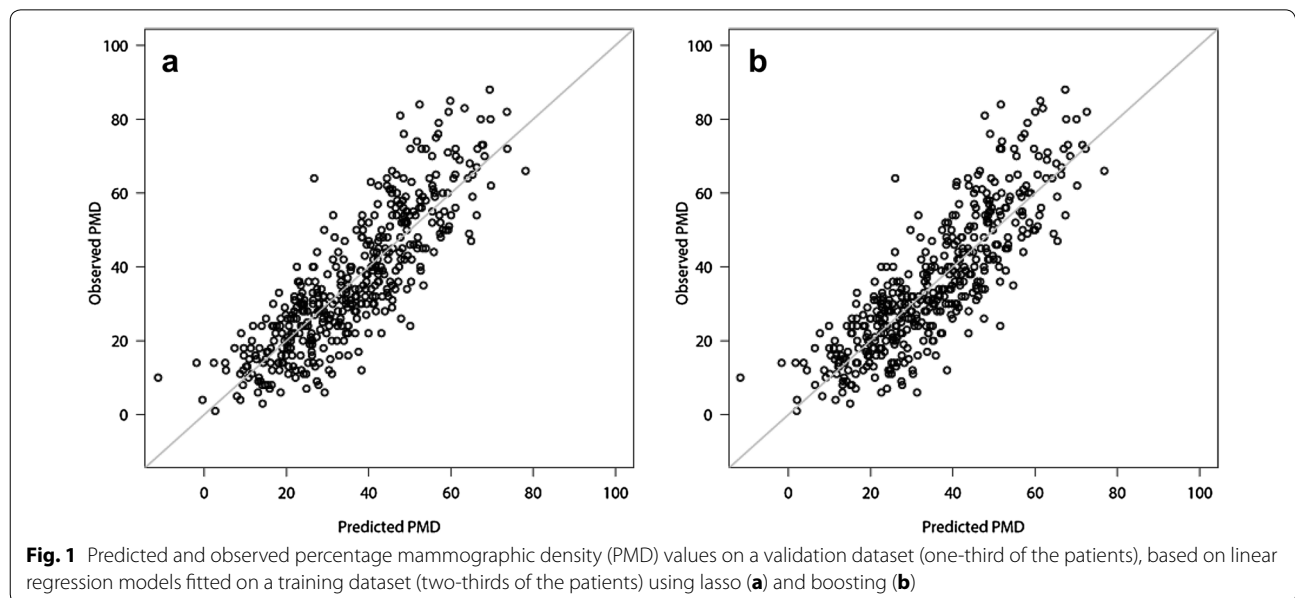 a
100
80
60
40
20
0
Observed PMD
0 20 40 60 80 100
Predicted PMD
b
100
80
60
40
20
0
Observed PMD
0 20 40 60 80 100
Predicted PMD
Fig. 1 Predicted and observed percentage mammographic density (PMD) values on a validation dataset (one-third of the patients), based on linear
regression models fitted on a training dataset (two-thirds of the patients) using lasso (a) and boosting (b)